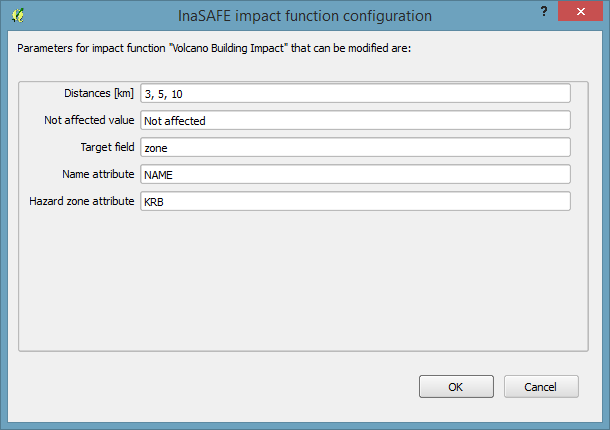 InaSAFE impact function configuration
?
Parameters for impact function "Volcano Building Impact" that can be modified are:
Distances [km] 3, 5, 10
Not affected value Not affected
Target field zone
Name attribute NAME
Hazard zone attribute KRB
OK Cancel